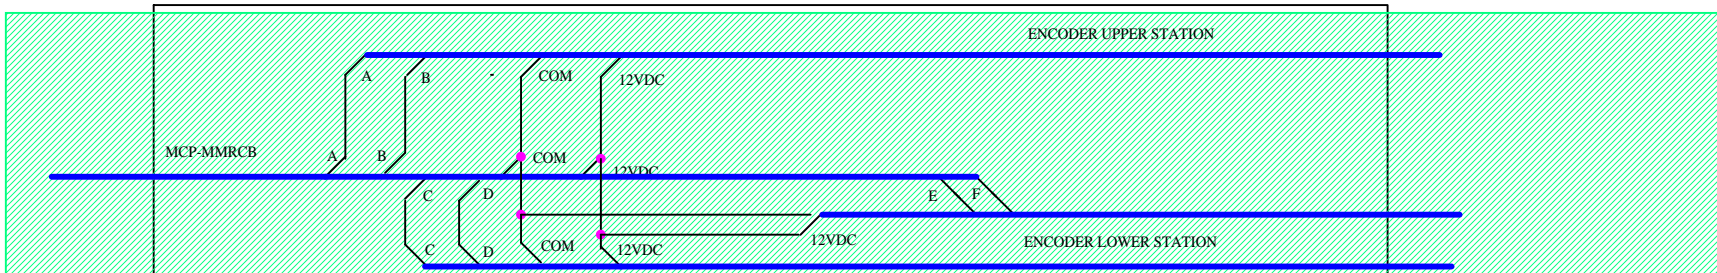 ENCODER UPPER STATION
A
B
-
COM
12VDC
MCP-MMRCB
A
B
COM
12VDC
C
D
E
F
C
D
COM
12VDC
12VDC
ENCODER LOWER STATION